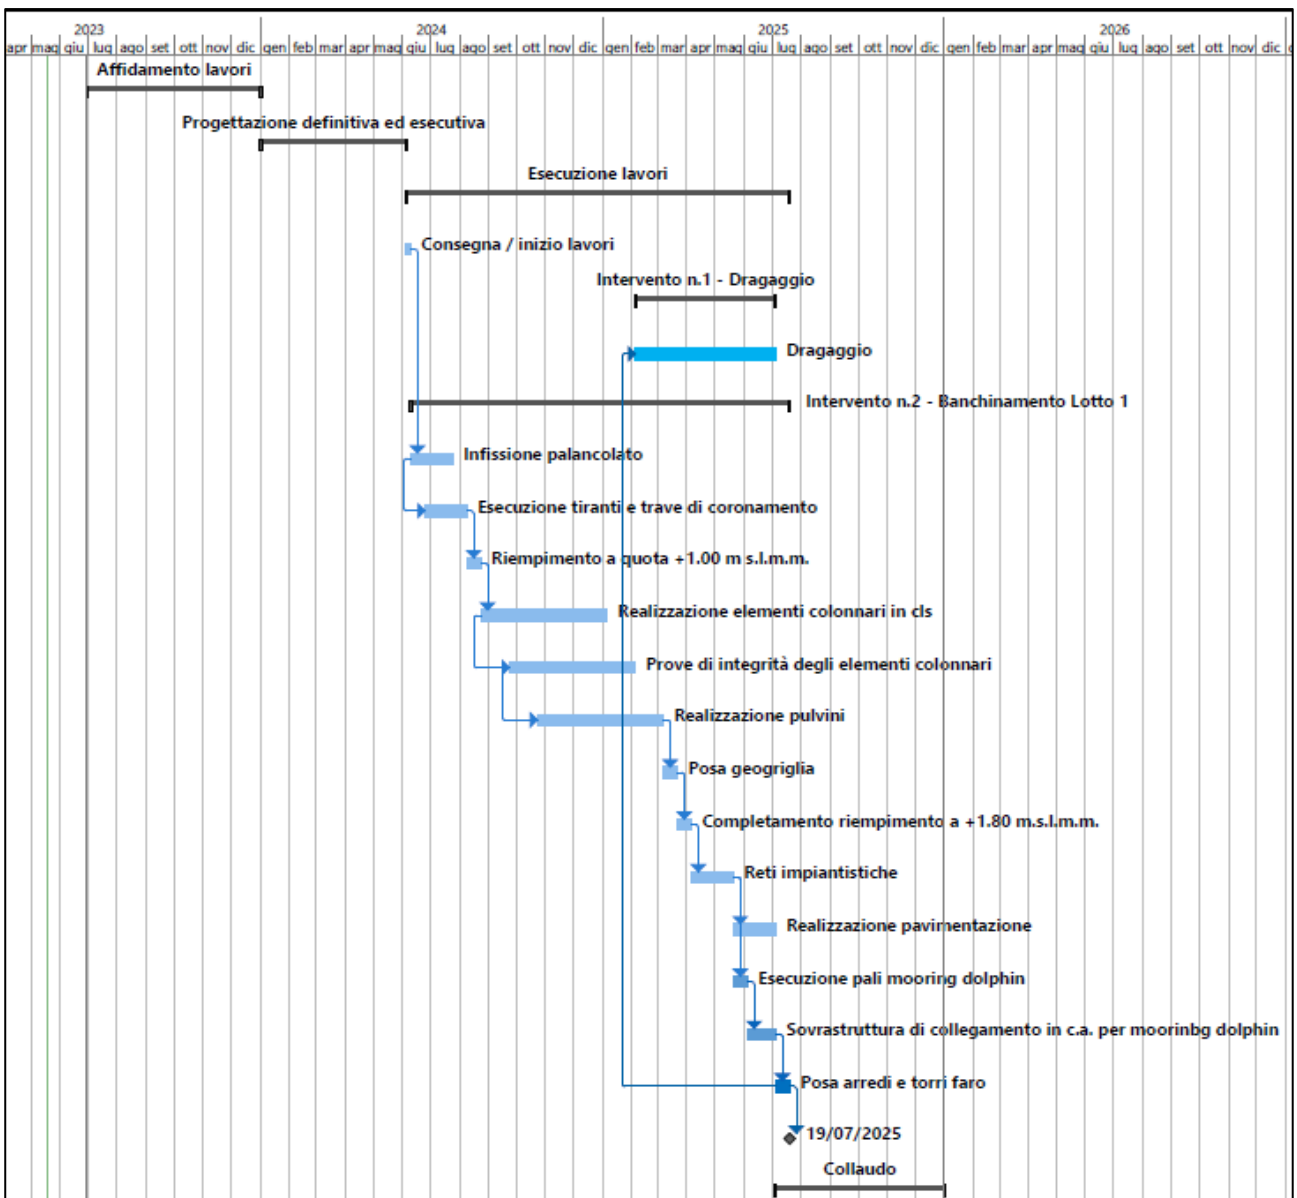 2023 2024 2025 2026
apr mag giu lug ago set ott nov dic gen feb mar apr mag giu lug ago set ott nov dic gen feb mar apr mag giu lug ago set ott nov dic gen feb mar apr mag giu lug ago set ott nov dic
Affidamento lavori
Progettazione definitiva ed esecutiva
Esecuzione lavori
Consegna / inizio lavori
Intervento n.1 - Dragaggio
Dragaggio
Intervento n.2 - Banchinamento Lotto 1
Infissione palancolato
Esecuzione tiranti e trave di coronamento
Riempimento a quota +1.00 m s.l.m.m.
Realizzazione elementi colonnari in cls
Prove di integrità degli elementi colonnari
Realizzazione pulvini
Posa geogriglia
Completamento riempimento a +1.80 m.s.l.m.m.
Reti impiantistiche
Realizzazione pavimentazione
Esecuzione pali mooring dolphin
Sovrastruttura di collegamento in c.a. per moorinbg dolphin
Posa arredi e torri faro
19/07/2025
Collaudo